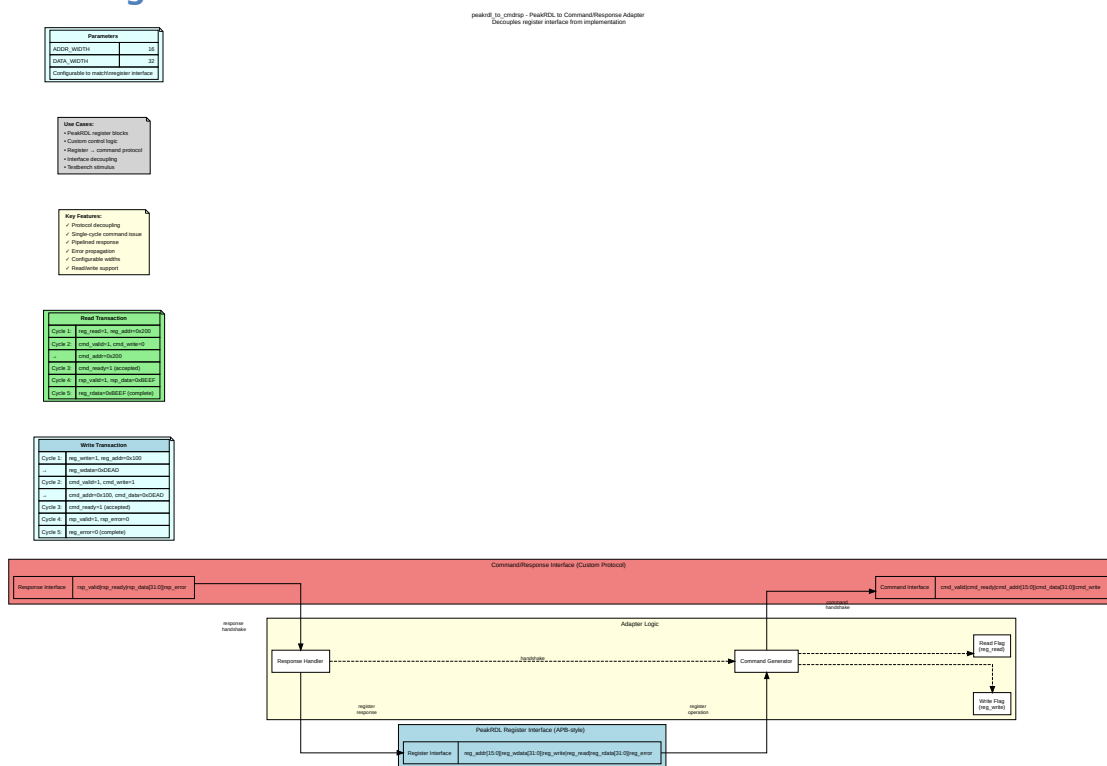 peakrdl_to_cmdrsp - PeakRDL to Command/Response Adapter
Decouples register interface from implementation
Parameters
ADDR_WIDTH 16
DATA_WIDTH 32
Configurable to match\nregister interface
Use Cases:
• PeakRDL register blocks
• Custom control logic
• Register → command protocol
• Interface decoupling
• Testbench stimulus
Key Features:
✓ Protocol decoupling
✓ Single-cycle command issue
✓ Pipelined response
✓ Error propagation
✓ Configurable widths
✓ Read/write support
Read Transaction
Cycle 1: reg_read=1, reg_addr=0x200
Cycle 2: cmd_valid=1, cmd_write=0
→ cmd_addr=0x200
Cycle 3: cmd_ready=1 (accepted)
Cycle 4: rsp_valid=1, rsp_data=0xBEEF
Cycle 5: reg_rdata=0xBEEF (complete)
Write Transaction
Cycle 1: reg_write=1, reg_addr=0x100
→ reg_wdata=0xDEAD
Cycle 2: cmd_valid=1, cmd_write=1
→ cmd_addr=0x100, cmd_data=0xDEAD
Cycle 3: cmd_ready=1 (accepted)
Cycle 4: rsp_valid=1, rsp_error=0
Cycle 5: reg_error=0 (complete)
Command/Response Interface (Custom Protocol)
Response Interface rsp_valid|rsp_ready|rsp_data[31:0]|rsp_error
Command Interface cmd_valid|cmd_ready|cmd_addr[15:0]|cmd_data[31:0]|cmd_write
command
handshake
response
handshake
Adapter Logic
Response Handler
handshake
Command Generator
Read Flag
(reg_read)
Write Flag
(reg_write)
register
response
register
operation
PeakRDL Register Interface (APB-style)
Register Interface reg_addr[15:0]|reg_wdata[31:0]|reg_write|reg_read|reg_rdata[31:0]|reg_error